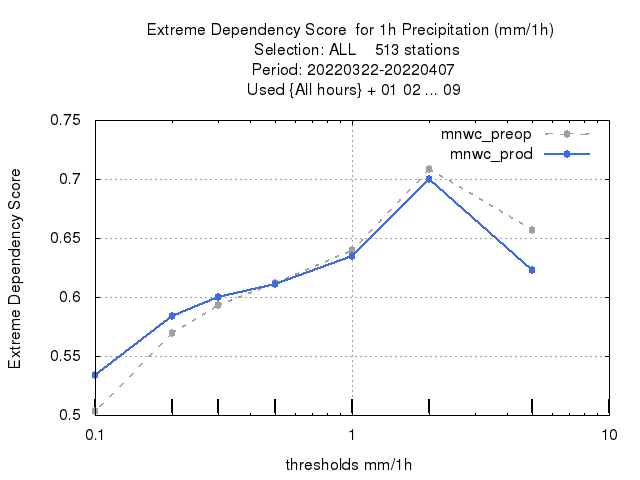 Extreme Dependency Score  for 1h Precipitation (mm/1h)
Selection: ALL    513 stations
Period: 20220322-20220407
Used {All hours} + 01 02 ... 09
mnwc_preop
mnwc_prod
Extreme Dependency Score
0.75
0.7
0.65
0.6
0.55
0.5
0.1
1
10
thresholds mm/1h